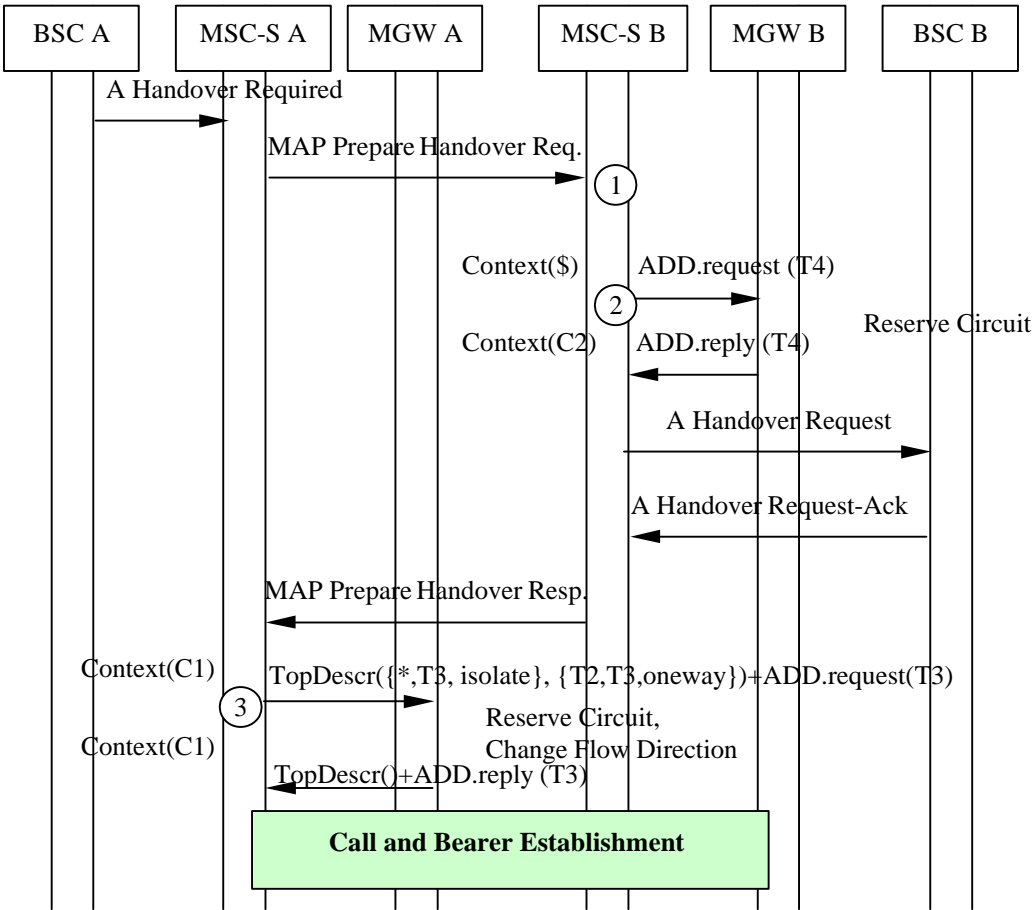 BSC A
MSC-S A
MGW A
MSC-S B
MGW B
BSC B
A Handover Required
MAP Prepare Handover Req.
1
Context($)
ADD.request (T4)
2
Reserve Circuit
Context(C2)
ADD.reply (T4)
A Handover Request
A Handover Request-Ack
MAP Prepare Handover Resp.
Context(C1)
TopDescr({*,T3, isolate}, {T2,T3,oneway})+ADD.request(T3)
3
Reserve Circuit,
Change Flow Direction
Context(C1)
TopDescr()+ADD.reply (T3)
Call and Bearer Establishment